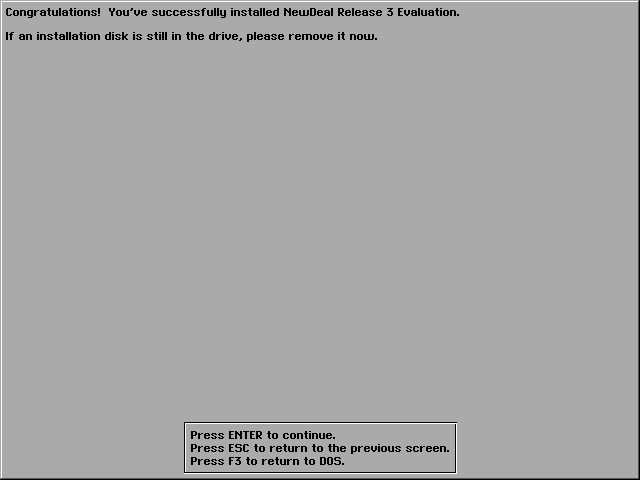 Congratulations!  You've successfully installed NewDeal Release 3 Evaluation.
If an installation disk is still in the drive, please remove it now.
Press ENTER to continue.
Press ESC to return to the previous screen.
Press F3 to return to DOS.